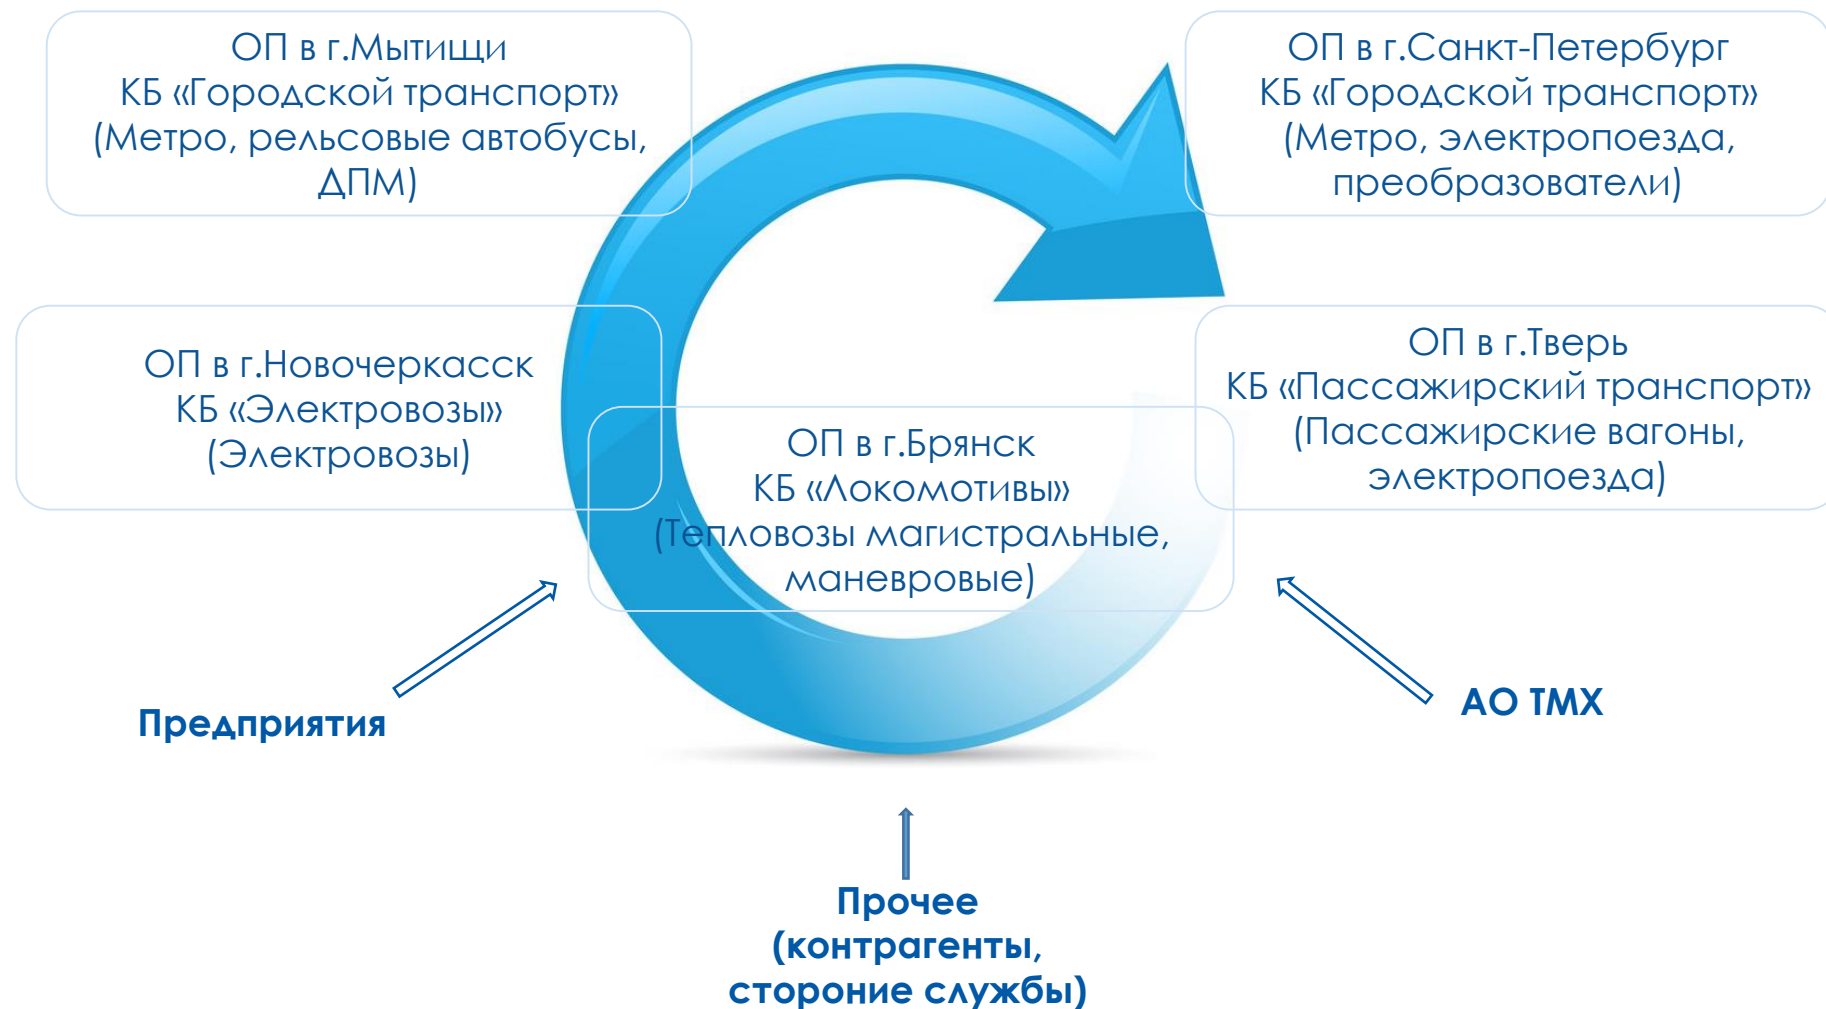 ОП в г.Мытищи
КБ «Городской транспорт»
(Метро, рельсовые автобусы,
ДПМ)
ОП в г.Санкт-Петербург
КБ «Городской транспорт»
(Метро, электропоезда,
преобразователи)
ОП в г.Новочеркасск
КБ «Электровозы»
(Электровозы)
ОП в г.Тверь
КБ «Пассажирский транспорт»
(Пассажирские вагоны,
электропоезда)
ОП в г.Брянск
КБ «Локомотивы»
(Тепловозы магистральные,
маневровые)
Предприятия
АО ТМХ
Прочее
(контрагенты,
стороние службы)